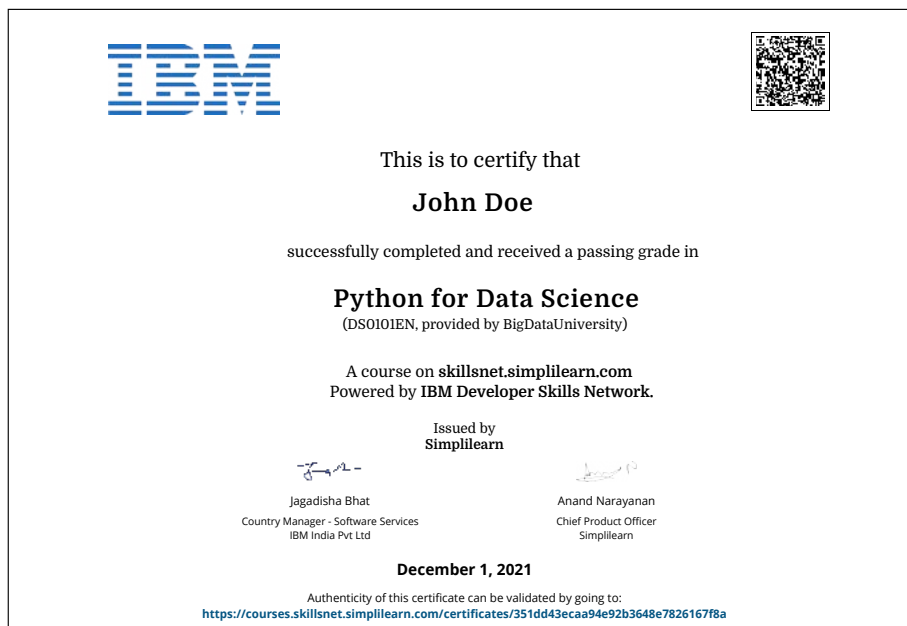 IBM
This is to certify that
John Doe
successfully completed and received a passing grade in
Python for Data Science
(DS0101EN, provided by BigDataUniversity)
A course on skillsnet.simplilearn.com
Powered by IBM Developer Skills Network.
Issued by
Simplilearn
Jagadisha Bhat
Country Manager - Software Services
IBM India Pvt Ltd
Anand Narayanan
Chief Product Officer
Simplilearn
December 1, 2021
Authenticity of this certificate can be validated by going to:
https://courses.skillsnet.simplilearn.com/certificates/351dd43ecaa94e92b3648e7826167f8a